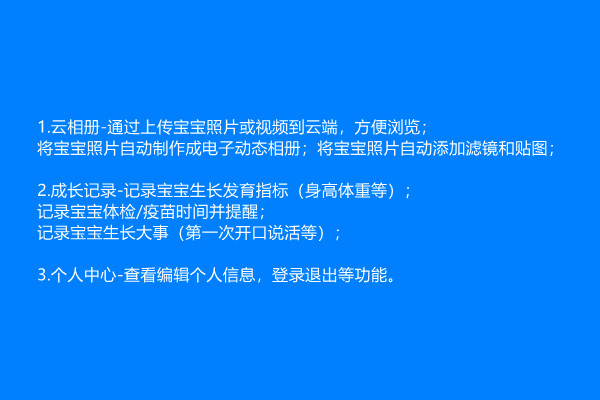 1.云相册-通过上传宝宝照片或视频到云端，方便浏览；
将宝宝照片自动制作成电子动态相册；将宝宝照片自动添加滤镜和贴图；
2.成长记录-记录宝宝生长发育指标（身高体重等）；
记录宝宝体检/疫苗时间并提醒；
记录宝宝生长大事（第一次开口说活等）；
3.个人中心-查看编辑个人信息，登录退出等功能。